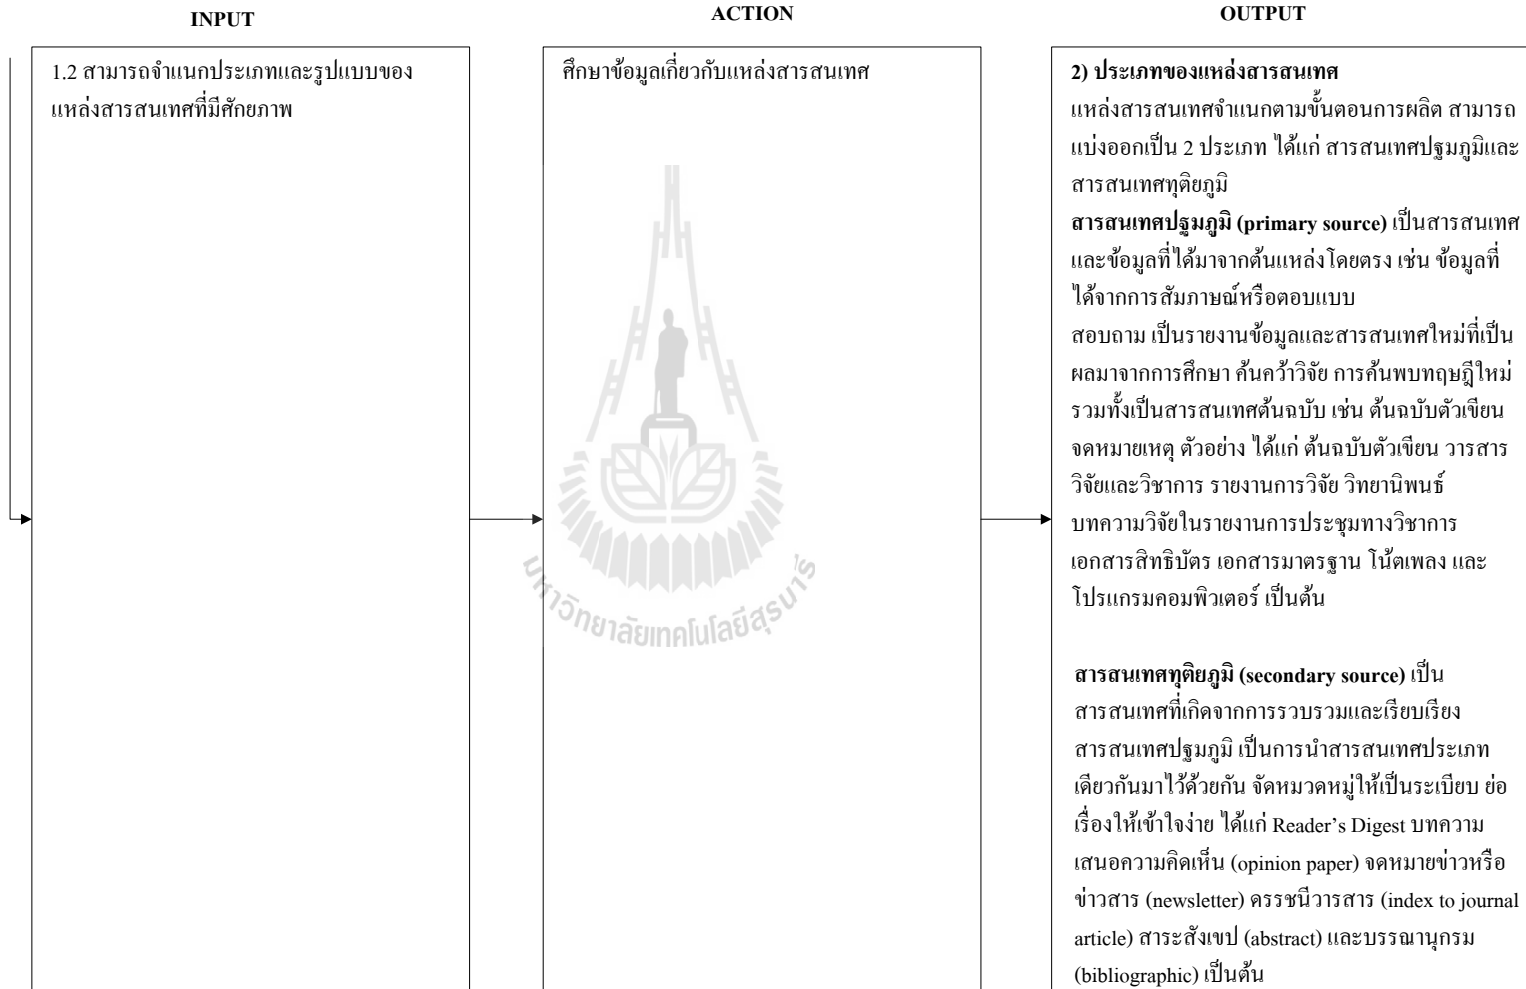 INPUT
ACTION
OUTPUT
1.2 สามารถจำแนกประเภทและรูปแบบของ
แหล่งสารสนเทศที่มีศักยภาพ
ศึกษาข้อมูลเกี่ยวกับแหล่งสารสนเทศ
2) ประเภทของแหล่งสารสนเทศ
แหล่งสารสนเทศจำแนกตามขั้นตอนการผลิต สามารถ
แบ่งออกเป็น 2 ประเภท ได้แก่ สารสนเทศปฐมภูมิและ
สารสนเทศทุติยภูมิ
สารสนเทศปฐมภูมิ (primary source) เป็นสารสนเทศ
และข้อมูลที่ได้มาจากต้นแหล่งโดยตรง เช่น ข้อมูลที่
ได้จากการสัมภาษณ์หรือตอบแบบ
สอบถาม เป็นรายงานข้อมูลและสารสนเทศใหม่ที่เป็น
ผลมาจากการศึกษา ค้นคว้าวิจัย การค้นพบทฤษฎีใหม่
รวมทั้งเป็นสารสนเทศต้นฉบับ เช่น ต้นฉบับตัวเขียน
จดหมายเหตุ ตัวอย่าง ได้แก่ ต้นฉบับตัวเขียน วารสาร
วิจัยและวิชาการ รายงานการวิจัย วิทยานิพนธ์
บทความวิจัยในรายงานการประชุมทางวิชาการ
เอกสารสิทธิบัตร เอกสารมาตรฐาน โน้ตเพลง และ
โปรแกรมคอมพิวเตอร์ เป็นต้น
สารสนเทศทุติยภูมิ (secondary source) เป็น
สารสนเทศที่เกิดจากการรวบรวมและเรียบเรียง
สารสนเทศปฐมภูมิ เป็นการนำสารสนเทศประเภท
เดียวกันมาไว้ด้วยกัน จัดหมวดหมู่ให้เป็นระเบียบ ย่อ
เรื่องให้เข้าใจง่าย ได้แก่ Reader’s Digest บทความ
เสนอความคิดเห็น (opinion paper) จดหมายข่าวหรือ
ข่าวสาร (newsletter) ดรรชนีวารสาร (index to journal
article) สาระสังเขป (abstract) และบรรณานุกรม
(bibliographic) เป็นต้น
มหาวิทยาลัยเทคโนโลยีสุรนารี